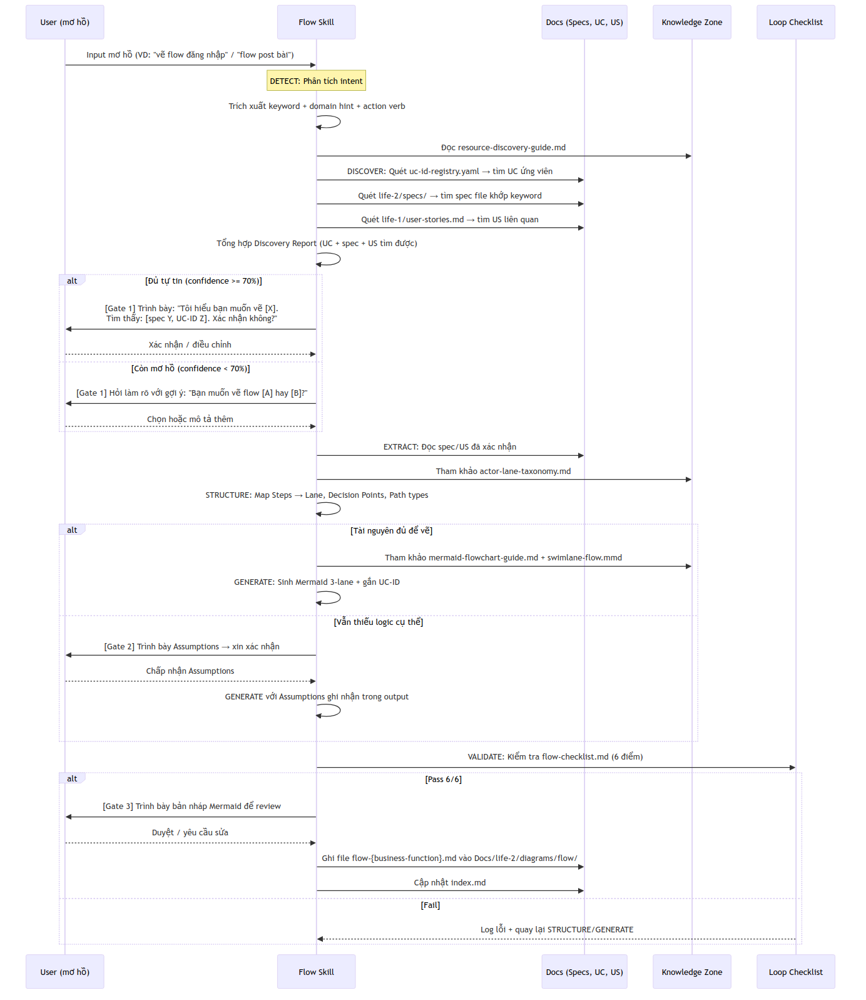 User (mơ hồ)
Flow Skill
Docs (Specs, UC, US)
Knowledge Zone
Loop Checklist
Input mơ hồ (VD: "vẽ flow đăng nhập" / "flow post bài")
DETECT: Phân tích intent
Trích xuất keyword + domain hint + action verb
Đọc resource-discovery-guide.md
DISCOVER: Quét uc-id-registry.yaml → tìm UC ứng viên
Quét life-2/specs/ → tìm spec file khớp keyword
Quét life-1/user-stories.md → tìm US liên quan
Tổng hợp Discovery Report (UC + spec + US tìm được)
alt
[Đủ tự tin (confidence >= 70%)]
[Gate 1] Trình bày: "Tôi hiểu bạn muốn vẽ [X].
Tìm thấy: [spec Y, UC-ID Z]. Xác nhận không?"
Xác nhận / điều chỉnh
[Còn mơ hồ (confidence < 70%)]
[Gate 1] Hỏi làm rõ với gợi ý: "Bạn muốn vẽ flow [A] hay [B]?"
Chọn hoặc mô tả thêm
EXTRACT: Đọc spec/US đã xác nhận
Tham khảo actor-lane-taxonomy.md
STRUCTURE: Map Steps → Lane, Decision Points, Path types
alt
[Tài nguyên đủ để vẽ]
Tham khảo mermaid-flowchart-guide.md + swimlane-flow.mmd
GENERATE: Sinh Mermaid 3-lane + gắn UC-ID
[Vẫn thiếu logic cụ thể]
[Gate 2] Trình bày Assumptions → xin xác nhận
Chấp nhận Assumptions
GENERATE với Assumptions ghi nhận trong output
VALIDATE: Kiểm tra flow-checklist.md (6 điểm)
alt
[Pass 6/6]
[Gate 3] Trình bày bản nháp Mermaid để review
Duyệt / yêu cầu sửa
Ghi file flow-{business-function}.md vào Docs/life-2/diagrams/flow/
Cập nhật index.md
[Fail]
Log lỗi + quay lại STRUCTURE/GENERATE
User (mơ hồ)
Flow Skill
Docs (Specs, UC, US)
Knowledge Zone
Loop Checklist